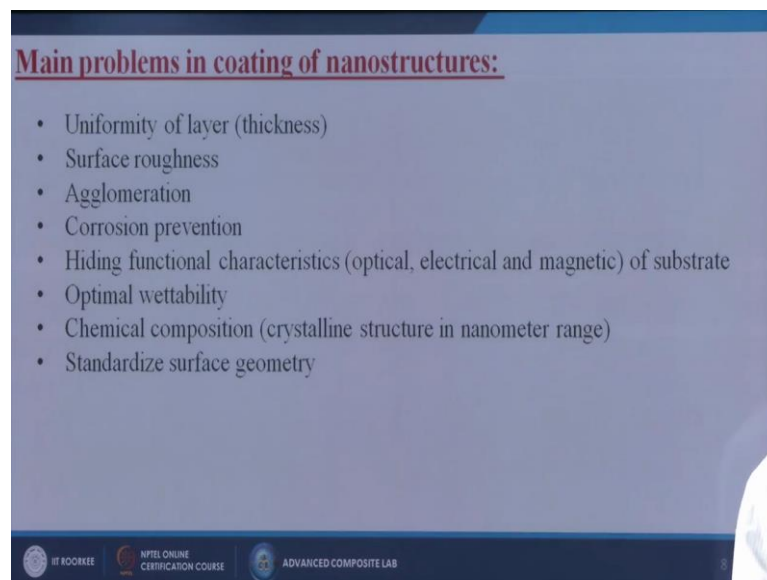 Main problems in coating of nanostructures:
• Uniformity of layer (thickness)
• Surface roughness
• Agglomeration
• Corrosion prevention
• Hiding functional characteristics (optical, electrical and magnetic) of substrate
• Optimal wettability
• Chemical composition (crystalline structure in nanometer range)
• Standardize surface geometry
IIT ROORKEE
NPTEL ONLINE
CERTIFICATION COURSE
ADVANCED COMPOSITE LAB
8